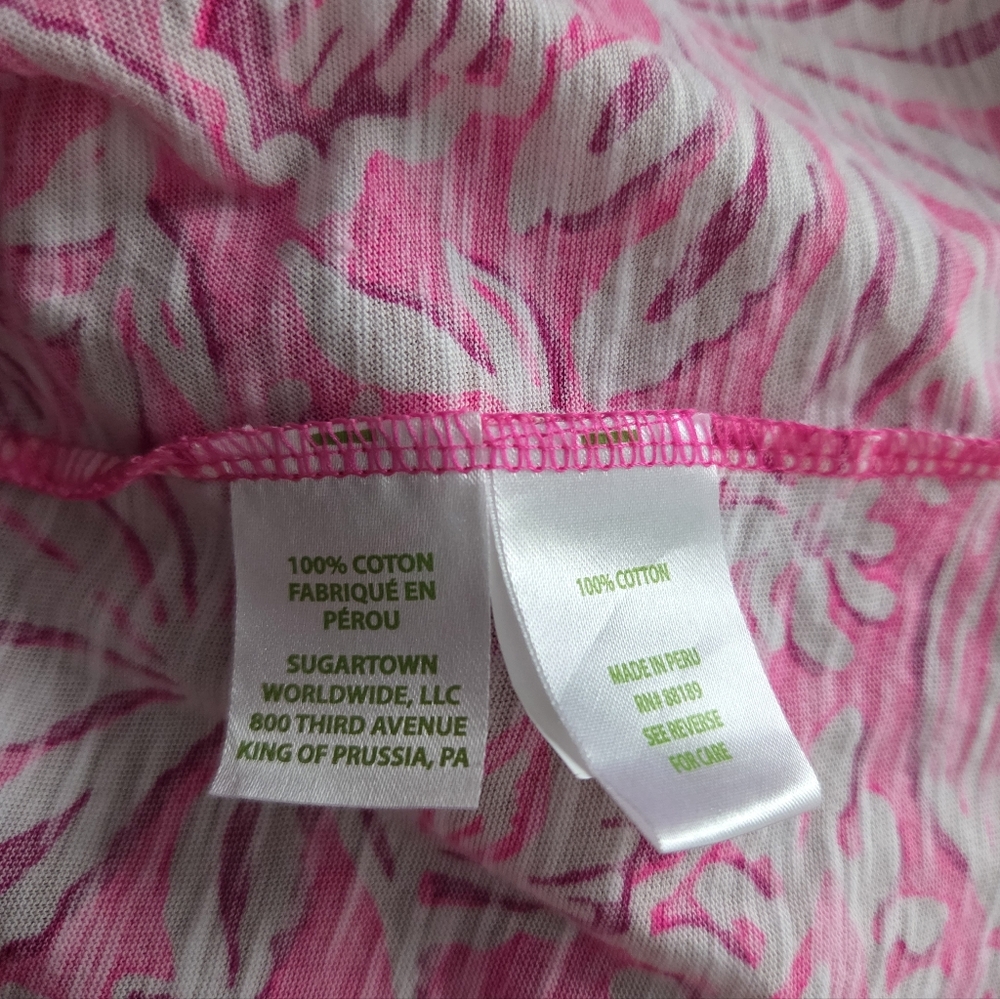 100% COTON
FABRIQUÉ EN
PÉROU
SUGARTOWN
WORLDWIDE, LLC
800 THIRD AVENUE
KING OF PRUSSIA, PA
100% COTTON
MADE IN PERU
RN# 88189
SEE REVERSE
FOR CARE